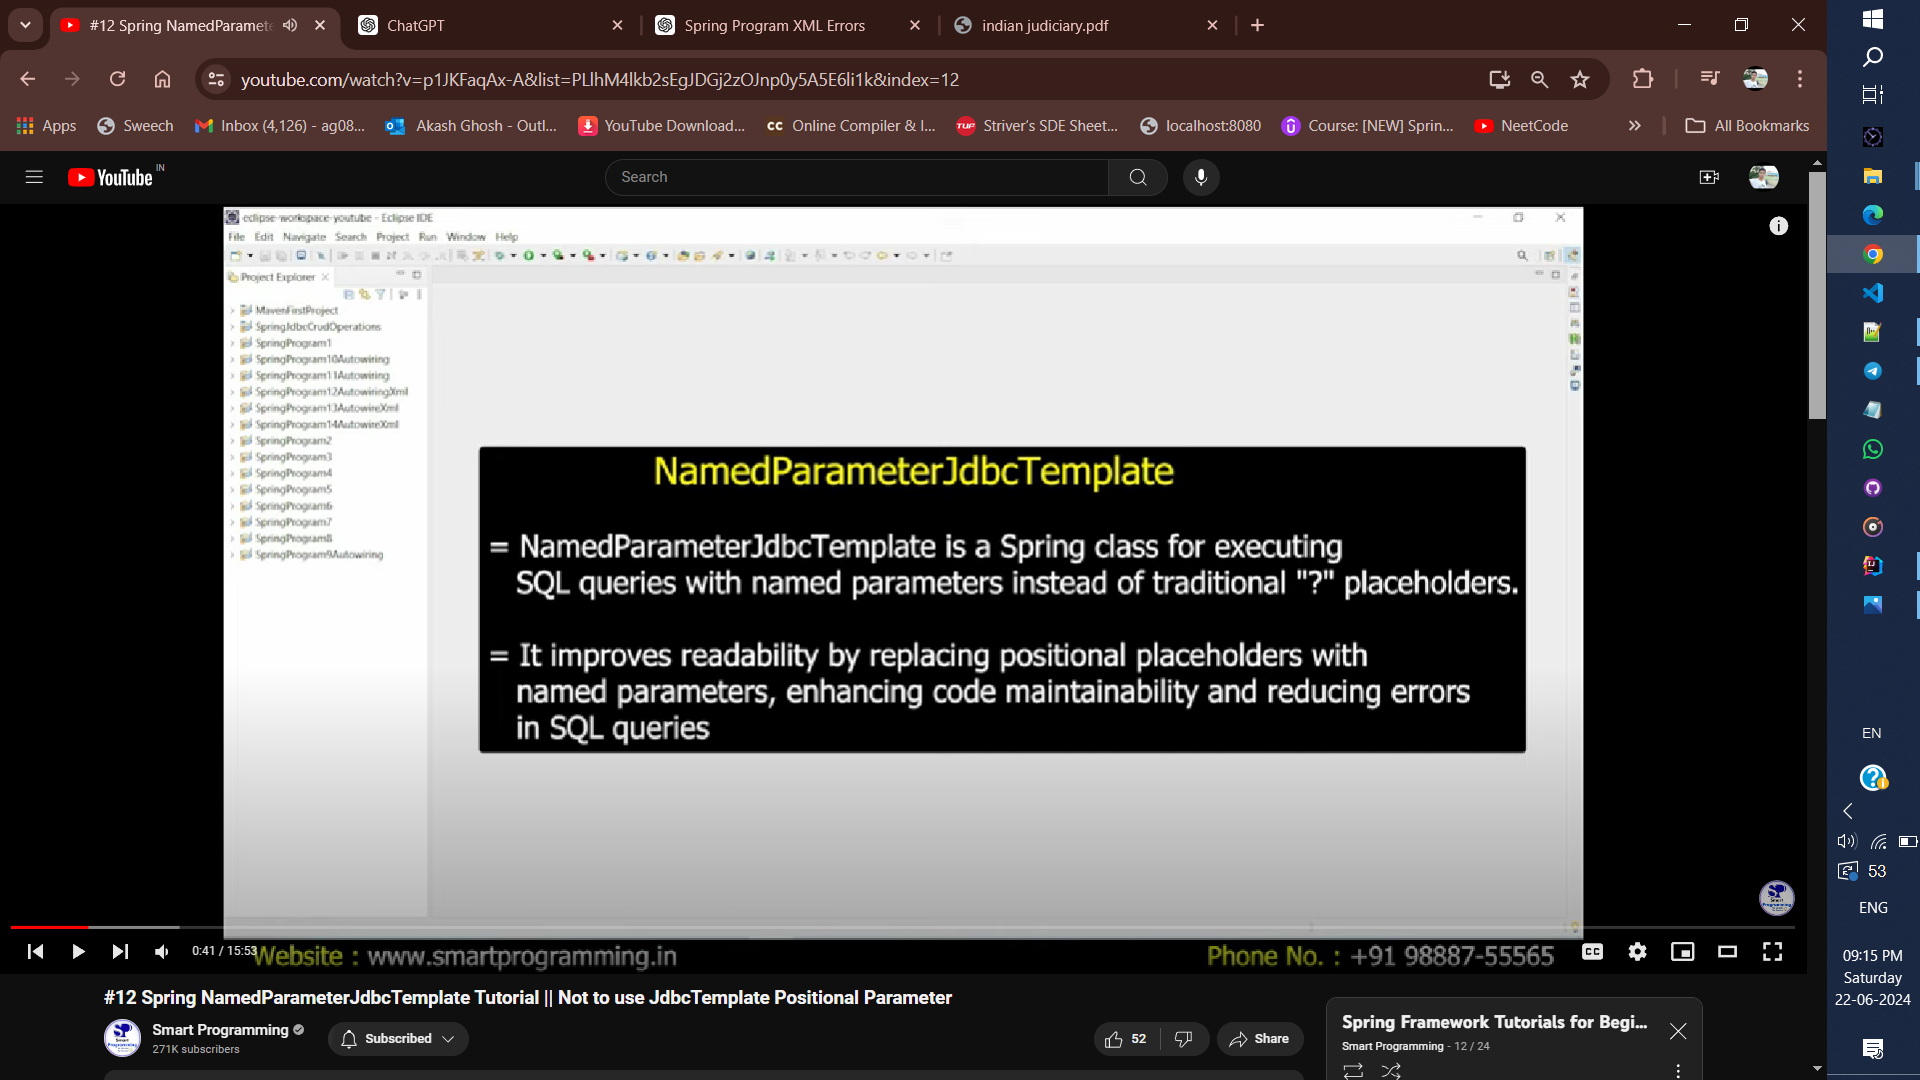 #12 Spring NamedParamete
ChatGPT
Spring Program XML Errors
indian judiciary.pdf
youtube.com/watch?v=p1JKFaqAx-A&list=PLlhM4lkb2sEgJDGj2zOJnp0y5A5E6li1k&index=12
Apps
Sweech
Inbox (4,126) - ag08...
Akash Ghosh - Outl...
YouTube Download...
CC Online Compiler & I...
TUF Striver's SDE Sheet...
localhost:8080
Course: [NEW] Sprin...
NeetCode
All Bookmarks
YouTube IN
Search
eclipse-workspace-youtube - Eclipse IDE
File Edit Navigate Search Project Run Window Help
Project Explorer
MavenFirstProject
SpringJdbcCrudOperations
SpringProgram1
SpringProgram10Autowiring
SpringProgram11Autowiring
SpringProgram12AutowiringXml
SpringProgram13AutowireXml
SpringProgram14AutowireXml
SpringProgram2
SpringProgram3
SpringProgram4
SpringProgram5
SpringProgram6
SpringProgram7
SpringProgram8
SpringProgram9Autowiring
NamedParameterJdbcTemplate
= NamedParameterJdbcTemplate is a Spring class for executing
SQL queries with named parameters instead of traditional "?" placeholders.
= It improves readability by replacing positional placeholders with
named parameters, enhancing code maintainability and reducing errors
in SQL queries
0:41 / 15:53
Website : www.smartprogramming.in
Phone No. : +91 98887-55565
CC
#12 Spring NamedParameterJdbcTemplate Tutorial || Not to use JdbcTemplate Positional Parameter
Smart Programming
271K subscribers
Subscribed
52
Share
Spring Framework Tutorials for Begi...
Smart Programming - 12 / 24
EN
53
ENG
09:15 PM
Saturday
22-06-2024